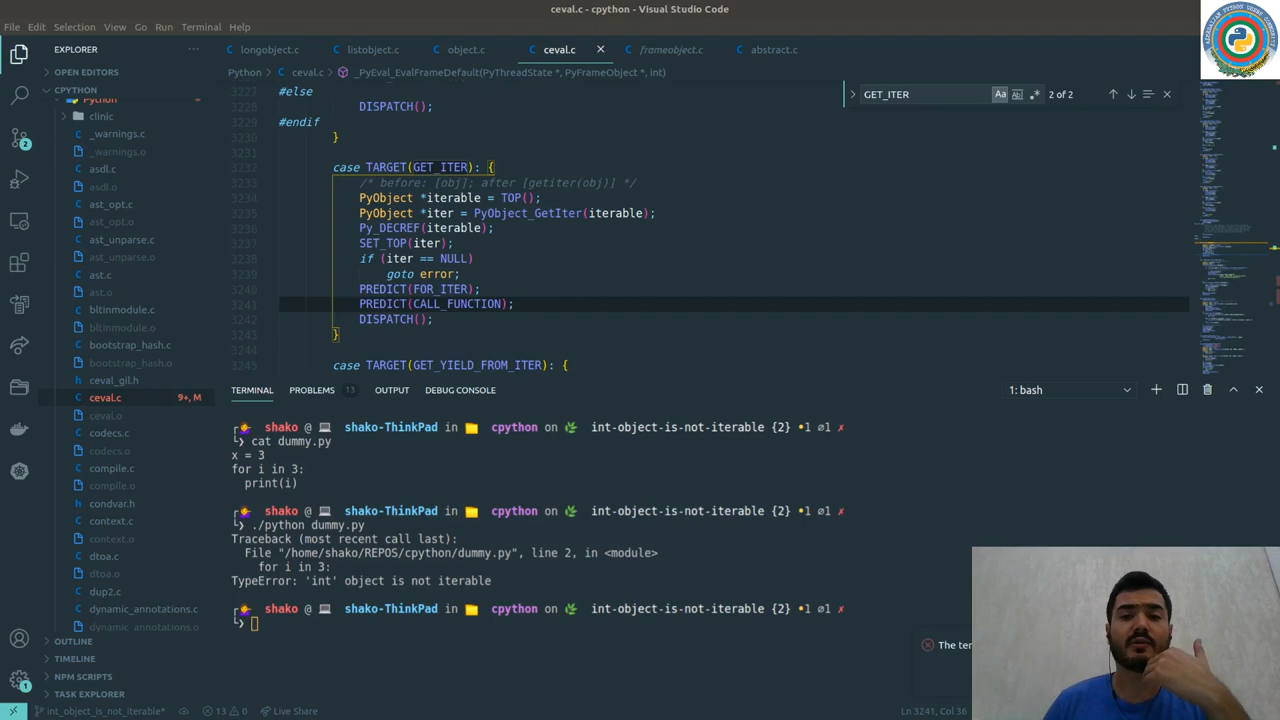 ceval.c - cpython - Visual Studio Code
File Edit Selection View Go Run Terminal Help
EXPLORER
longobject.c listobject.c object.c ceval.c frameobject.c abstract.c
OPEN EDITORS
Python > ceval.c > _PyEval_EvalFrameDefault(PyThreadState *, PyFrameObject *, int)
CPYTHON
Python
clinic
_warnings.c
_warnings.o
asdl.c
asdl.o
ast_opt.c
ast_opt.o
ast_unparse.c
ast_unparse.o
ast.c
ast.o
bltinmodule.c
bltinmodule.o
bootstrap_hash.c
bootstrap_hash.o
ceval_gil.h
ceval.c 9+, M
ceval.o
codecs.c
codecs.o
compile.c
compile.o
condvar.h
context.c
context.o
dtoa.c
dtoa.o
dup2.c
dynamic_annotations.c
dynamic_annotations.o
OUTLINE
TIMELINE
NPM SCRIPTS
TASK EXPLORER
GET_ITER Aa 2 of 2
3227 #else
3228 DISPATCH();
3229 #endif
3230 }
3231
3232 case TARGET(GET_ITER): {
3233 /* before: [obj]; after [getiter(obj)] */
3234 PyObject *iterable = TOP();
3235 PyObject *iter = PyObject_GetIter(iterable);
3236 Py_DECREF(iterable);
3237 SET_TOP(iter);
3238 if (iter == NULL)
3239 goto error;
3240 PREDICT(FOR_ITER);
3241 PREDICT(CALL_FUNCTION);
3242 DISPATCH();
3243 }
3244
3245 case TARGET(GET_YIELD_FROM_ITER): {
TERMINAL PROBLEMS 13 OUTPUT DEBUG CONSOLE 1: bash
shako @ shako-ThinkPad in cpython on int-object-is-not-iterable {2} •1 ⌀1 ✗
cat dummy.py
x = 3
for i in 3:
print(i)
shako @ shako-ThinkPad in cpython on int-object-is-not-iterable {2} •1 ⌀1 ✗
./python dummy.py
Traceback (most recent call last):
File "/home/shako/REPOS/cpython/dummy.py", line 2, in <module>
for i in 3:
TypeError: 'int' object is not iterable
shako @ shako-ThinkPad in cpython on int-object-is-not-iterable {2} •1 ⌀1 ✗
The ter
int_object_is_not_iterable* 13 0 Live Share Ln 3241, Col 36
AZERBAIJAN PYTHON USERS COMMUNITY